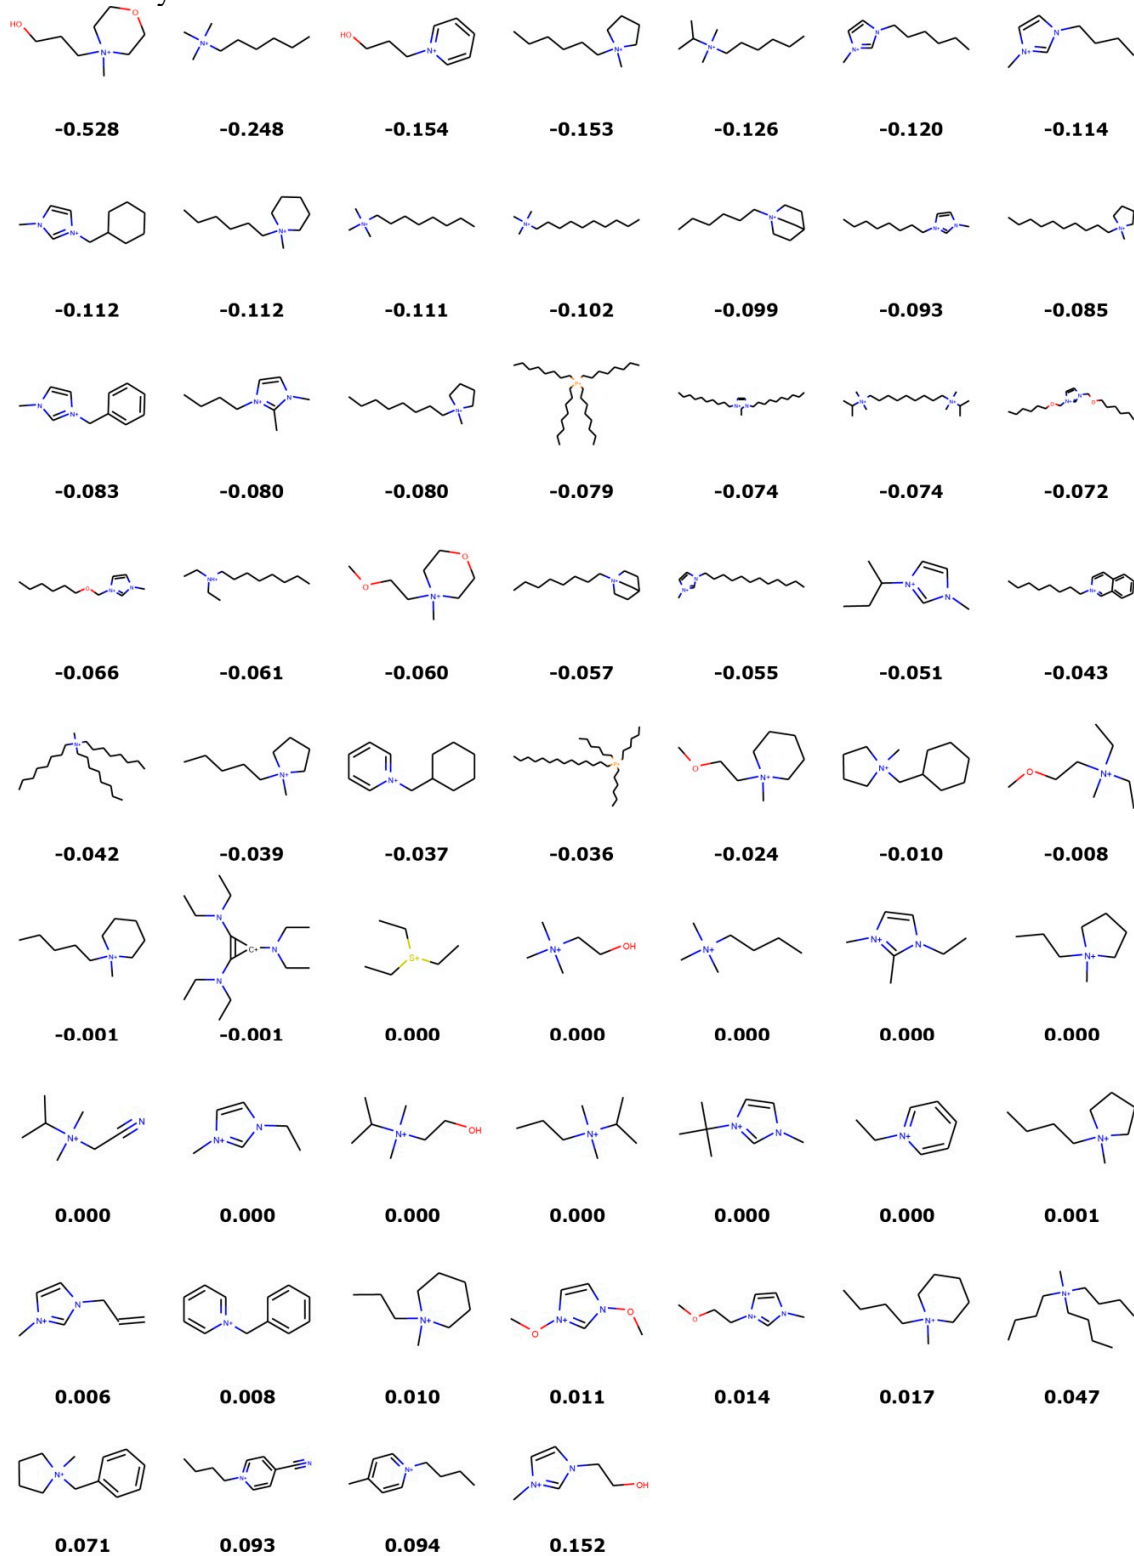 y
HO O N+ N+ HO N+ N+ N+ N N+ N N+
-0.528 -0.248 -0.154 -0.153 -0.126 -0.120 -0.114
N N+ N+ N+ N+ N+ N+ N N+
-0.112 -0.112 -0.111 -0.102 -0.099 -0.093 -0.085
N N+ N+ N N+ P+ N+ N N+ N+ O N+ N O
-0.083 -0.080 -0.080 -0.079 -0.074 -0.074 -0.072
O N+ N NH+ O O N+ N+ N N+ N+ N N+
-0.066 -0.061 -0.060 -0.057 -0.055 -0.051 -0.043
N+ N+ N+ P+ O N+ N+ O N+
-0.042 -0.039 -0.037 -0.036 -0.024 -0.010 -0.008
N+ N C+ N N S+ N+ OH N+ N+ N N+
-0.001 -0.001 0.000 0.000 0.000 0.000 0.000
N+ N N+ N N+ OH N+ N+ N N+ N+
0.000 0.000 0.000 0.000 0.000 0.000 0.001
N+ N N+ N+ O N+ N O O N+ N N+ N+
0.006 0.008 0.010 0.011 0.014 0.017 0.047
N+ N+ N N+ N+ N OH
0.071 0.093 0.094 0.152